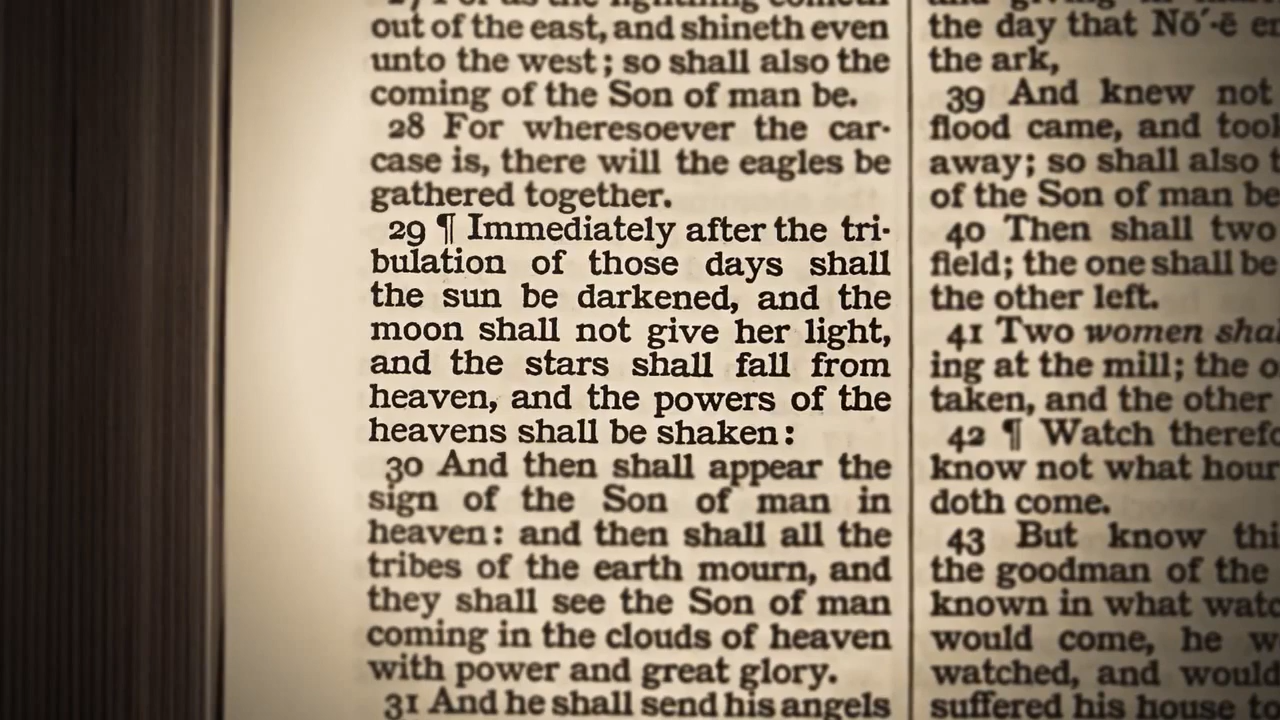 27 For as the lightning cometh
out of the east, and shineth even
unto the west; so shall also the
coming of the Son of man be.
28 For wheresoever the car-
case is, there will the eagles be
gathered together.
29 ¶ Immediately after the tri-
bulation of those days shall
the sun be darkened, and the
moon shall not give her light,
and the stars shall fall from
heaven, and the powers of the
heavens shall be shaken:
30 And then shall appear the
sign of the Son of man in
heaven: and then shall all the
tribes of the earth mourn, and
they shall see the Son of man
coming in the clouds of heaven
with power and great glory.
31 And he shall send his angels
the day that Nō´-ē
the ark,
39 And knew not
flood came, and
away; so shall also
of the Son of man be
40 Then shall two
field; the one shall be
the other left.
41 Two women
ing at the mill; the
taken, and the other
42 ¶ Watch
know not what hour
doth come.
43 But know
the goodman of the
known in what
would come, he
watched, and would
suffered his house to